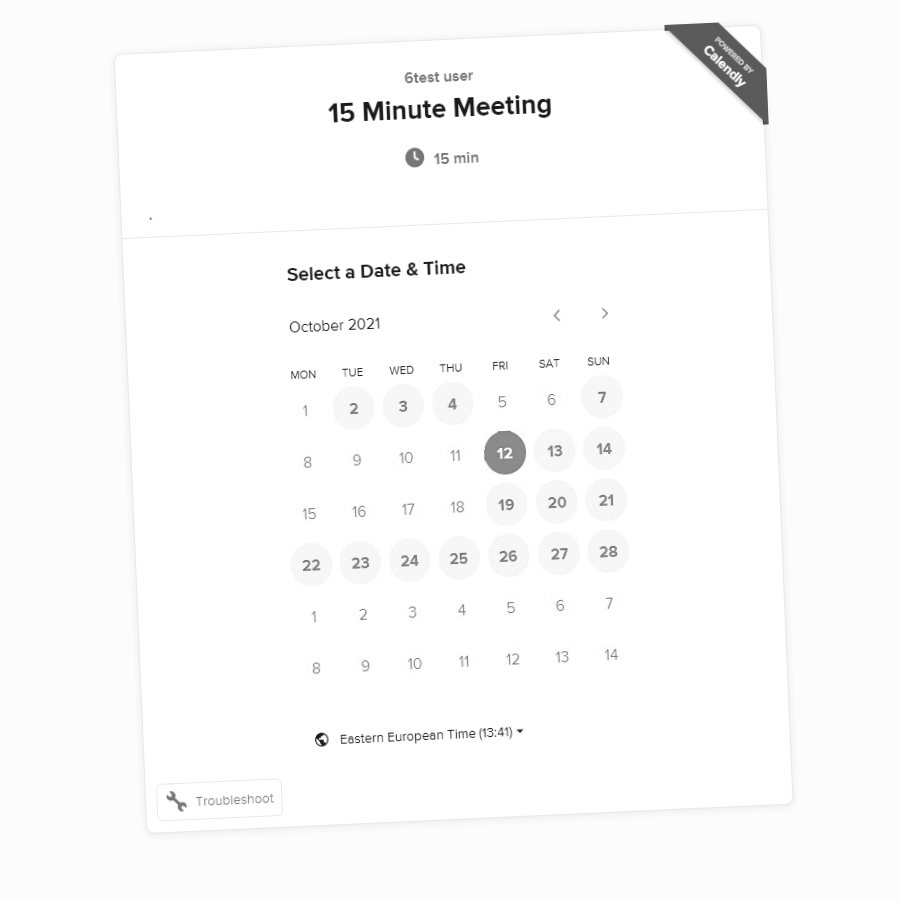 POWERED BY
Calendly
6test user
15 Minute Meeting
15 min
.
Select a Date & Time
October 2021
MON TUE WED THU FRI SAT SUN
1 2 3 4 5 6 7
8 9 10 11 12 13 14
15 16 17 18 19 20 21
22 23 24 25 26 27 28
1 2 3 4 5 6 7
8 9 10 11 12 13 14
Eastern European Time (13:41)
Troubleshoot